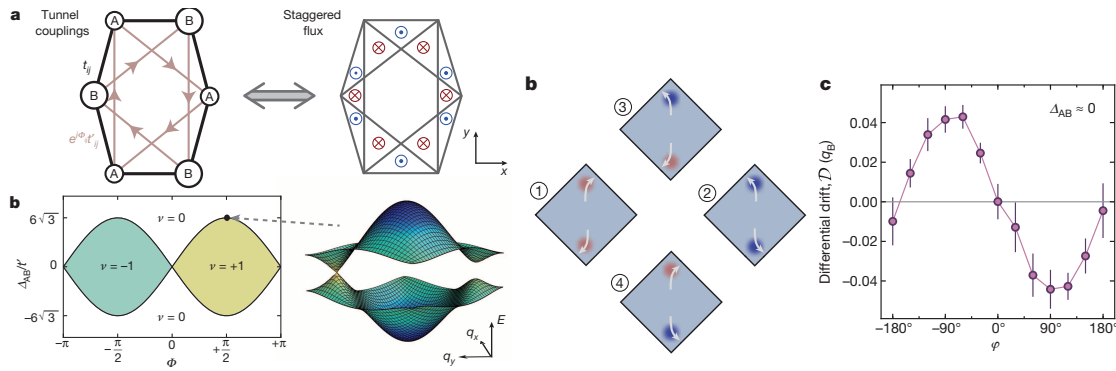 a
Tunnel
couplings
Staggered
flux
A
B
t_ij
B
A
e^{iΦ_ij}t'_ij
A
B
y
x
b
6√3
ν = 0
Δ_AB/t'
0
ν = −1
ν = +1
−6√3
ν = 0
−π
−π/2
0
+π/2
+π
Φ
E
q_x
q_y
b
③
①
②
④
c
Δ_AB ≈ 0
Differential drift, 𝒟 (q_B)
0.04
0.02
0.00
−0.02
−0.04
−180°
−90°
0°
90°
180°
φ